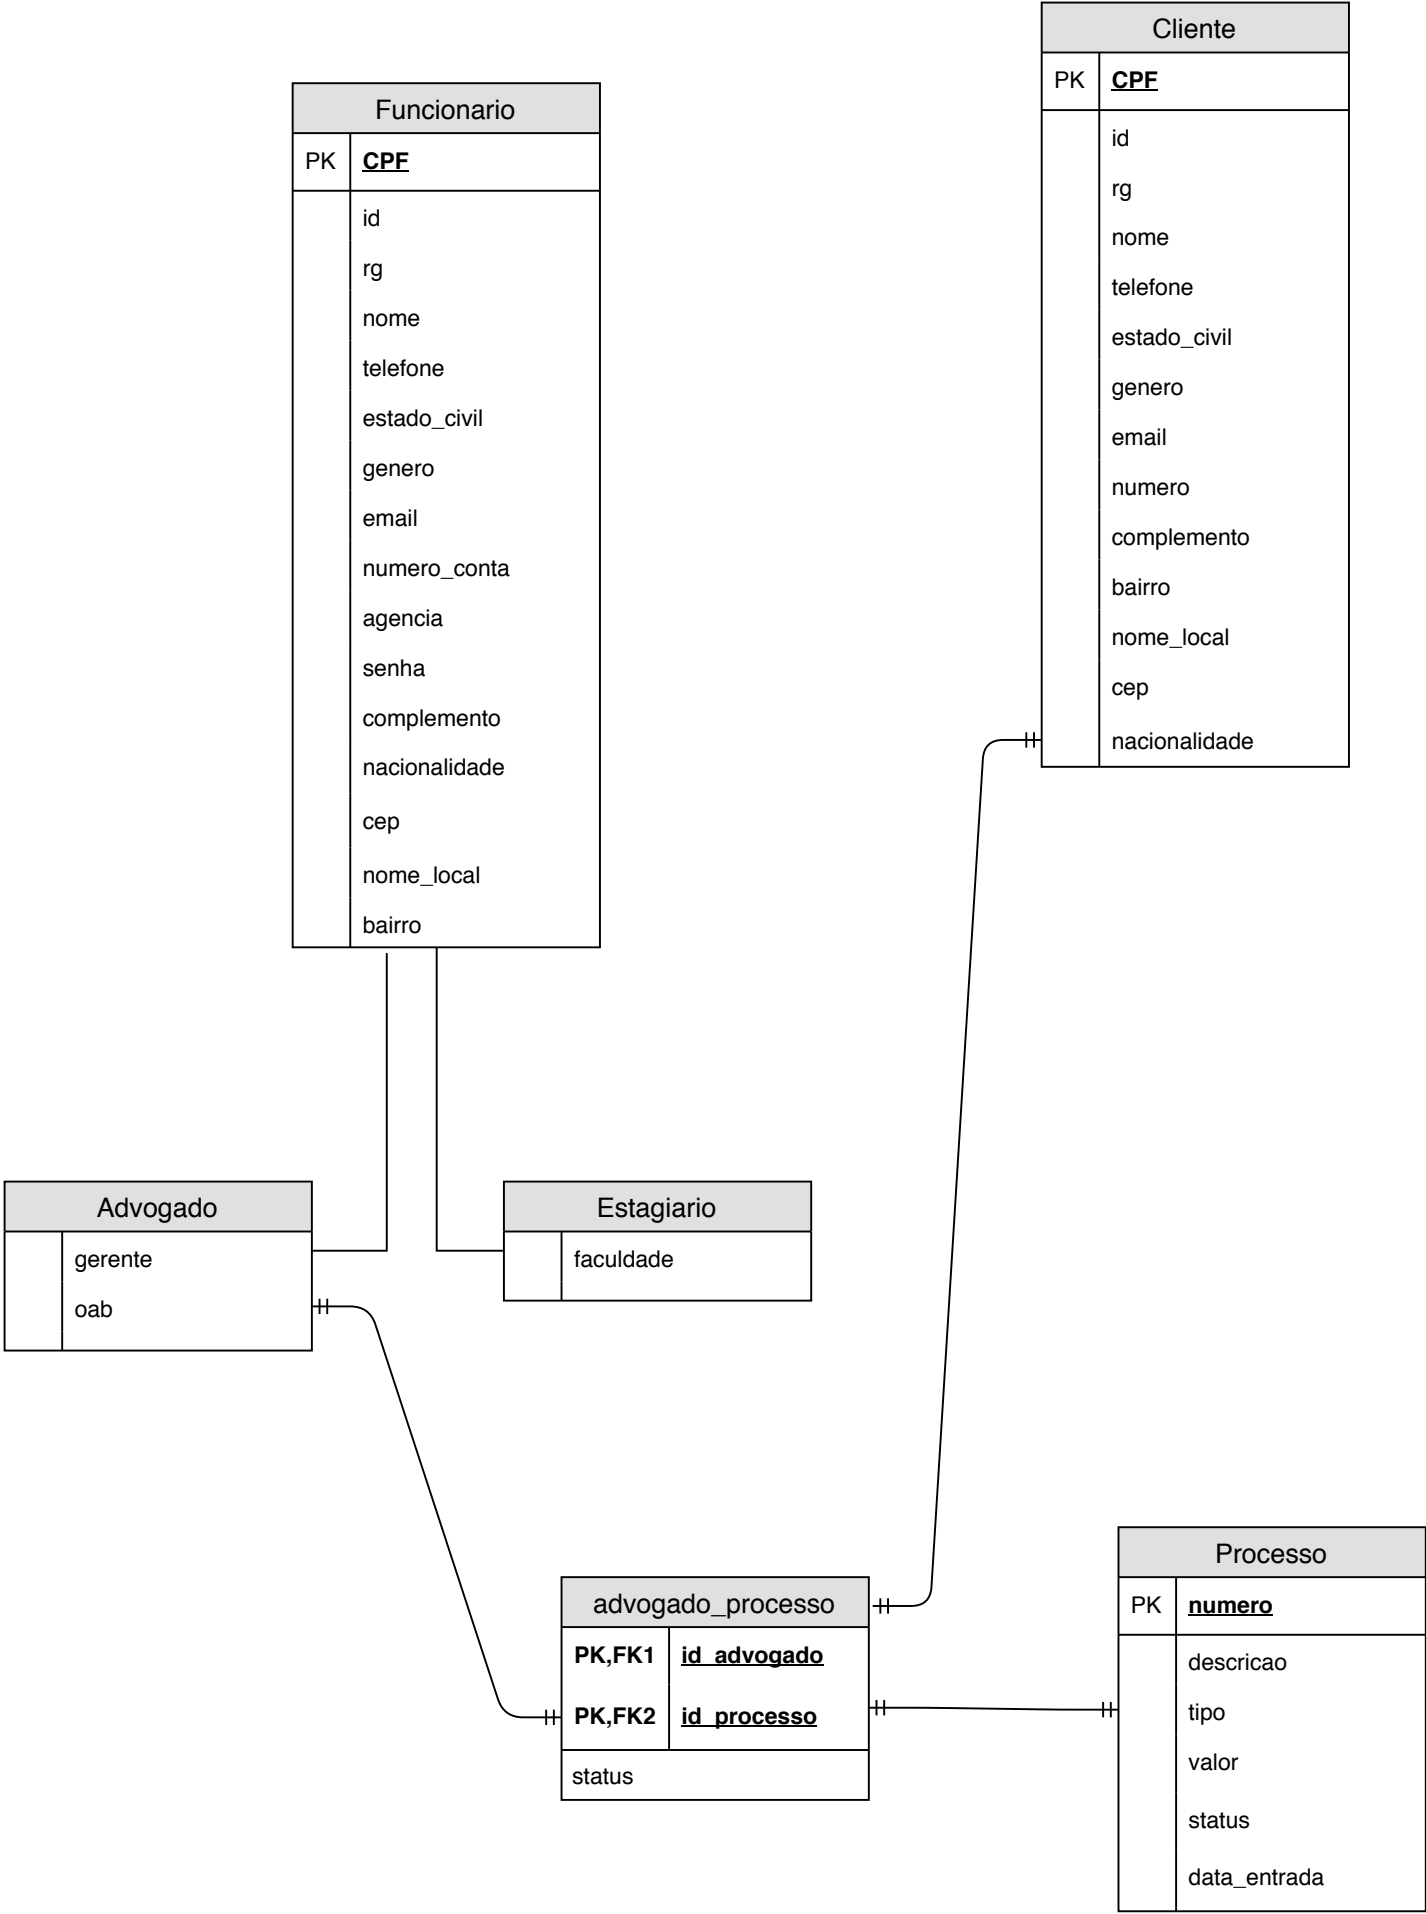 Cliente
PK CPF
id
rg
nome
telefone
estado_civil
genero
email
numero
complemento
bairro
nome_local
cep
nacionalidade
Funcionario
PK CPF
id
rg
nome
telefone
estado_civil
genero
email
numero_conta
agencia
senha
complemento
nacionalidade
cep
nome_local
bairro
Advogado
gerente
oab
Estagiario
faculdade
advogado_processo
PK,FK1 id_advogado
PK,FK2 id_processo
status
Processo
PK numero
descricao
tipo
valor
status
data_entrada